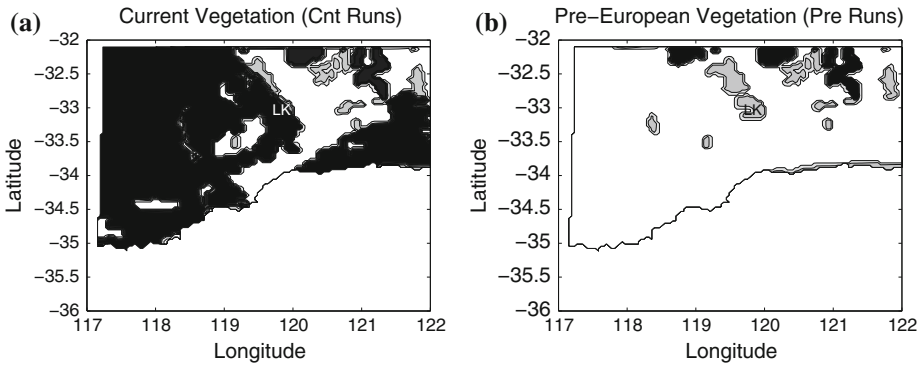 (a) Current Vegetation (Cnt Runs)
−32
−32.5
−33
−33.5
−34
−34.5
−35
−35.5
−36
Latitude
LK
117 118 119 120 121 122
Longitude
(b) Pre−European Vegetation (Pre Runs)
−32
−32.5
−33
−33.5
−34
−34.5
−35
−35.5
−36
Latitude
LK
117 118 119 120 121 122
Longitude